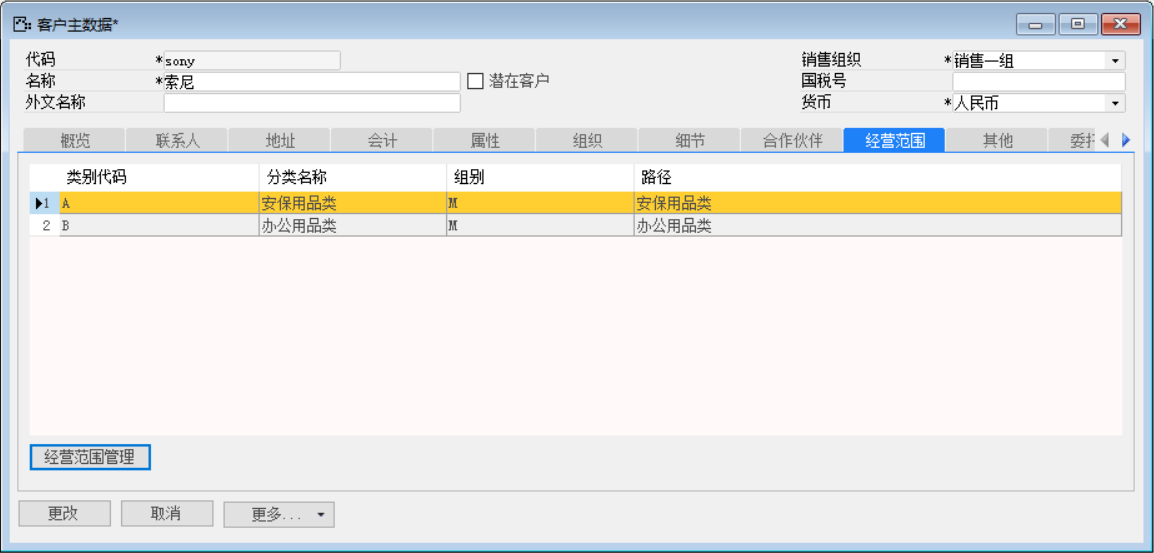 客户主数据*
代码 *sony 销售组织 *销售一组
名称 *索尼 潜在客户 国税号
外文名称 货币 *人民币
概览 联系人 地址 会计 属性 组织 细节 合作伙伴 经营范围 其他
类别代码 分类名称 组别 路径
1 A 安保用品类 M 安保用品类
2 B 办公用品类 M 办公用品类
经营范围管理
更改 取消 更多...